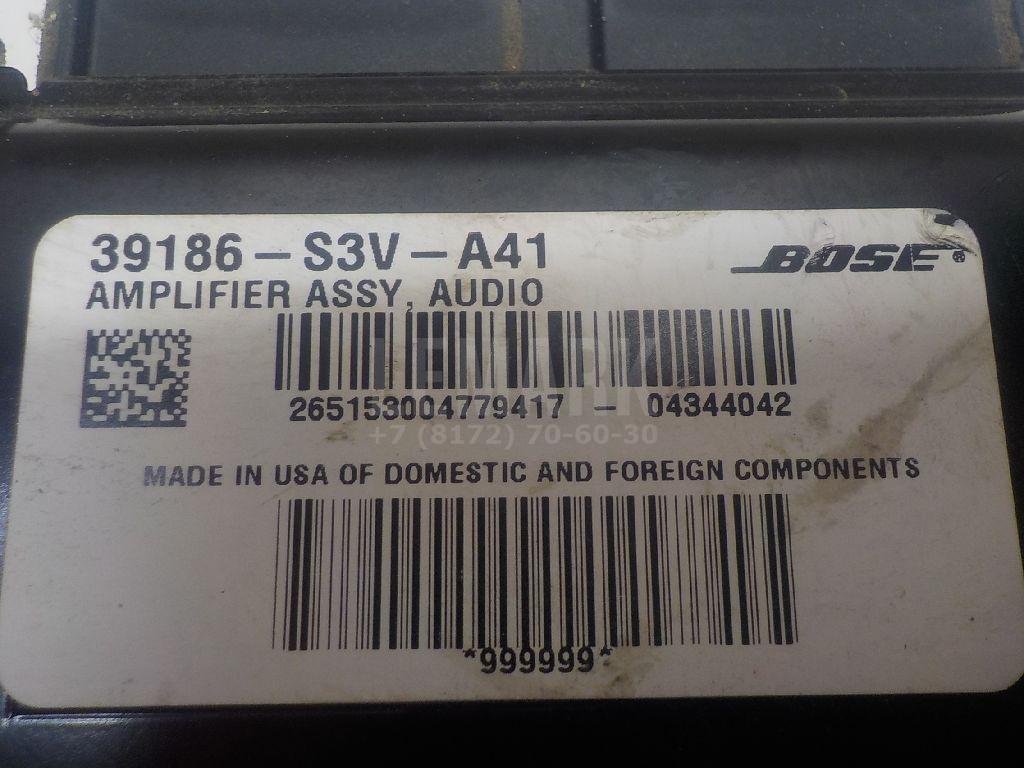 39186-S3V-A41
BOSE®
AMPLIFIER ASSY, AUDIO
LEMARK
265153004779417 - 04344042
+7 (8172) 70-60-30
MADE IN USA OF DOMESTIC AND FOREIGN COMPONENTS
*999999*